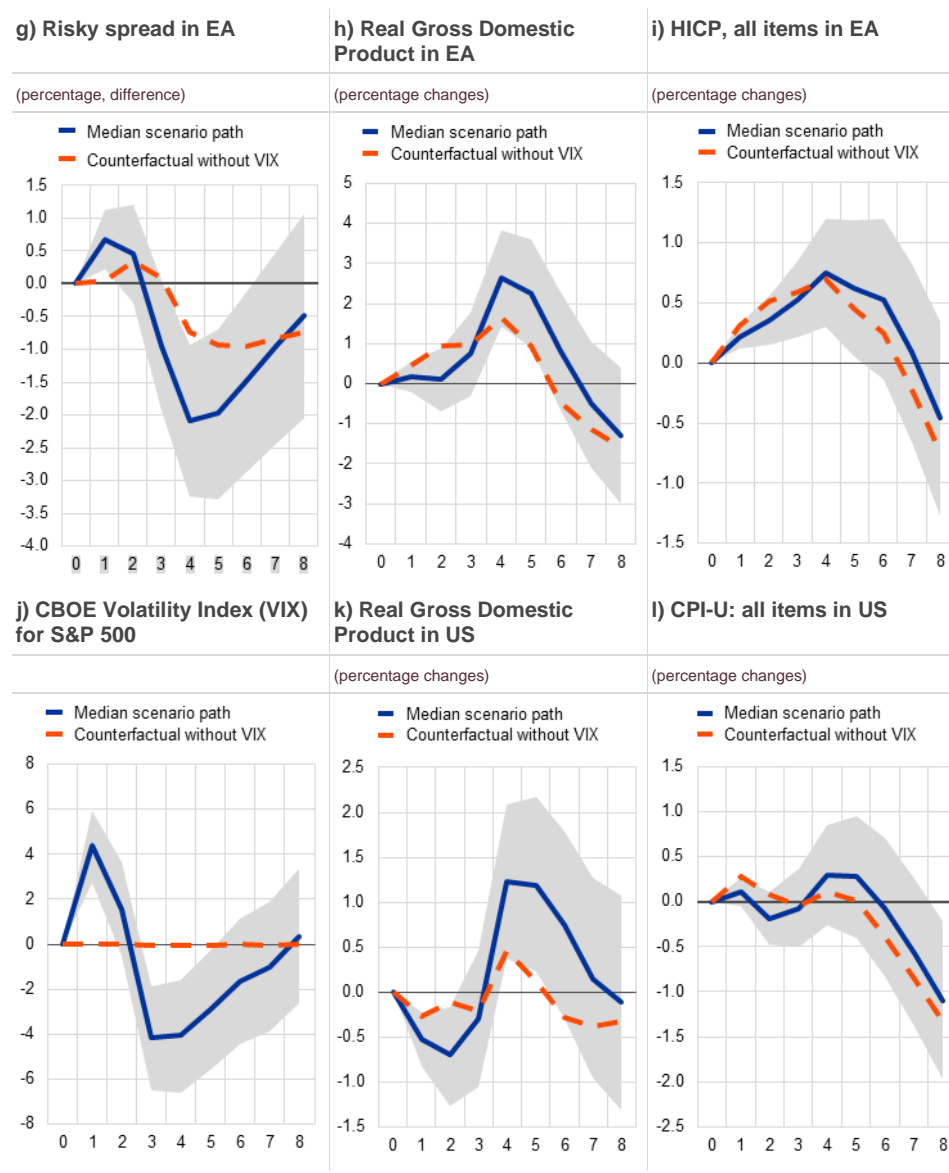 g) Risky spread in EA
(percentage, difference)
Median scenario path
Counterfactual without VIX
1.5
1.0
0.5
0.0
-0.5
-1.0
-1.5
-2.0
-2.5
-3.0
-3.5
-4.0
0 1 2 3 4 5 6 7 8
h) Real Gross Domestic
Product in EA
(percentage changes)
Median scenario path
Counterfactual without VIX
5
4
3
2
1
0
-1
-2
-3
-4
0 1 2 3 4 5 6 7 8
i) HICP, all items in EA
(percentage changes)
Median scenario path
Counterfactual without VIX
1.5
1.0
0.5
0.0
-0.5
-1.0
-1.5
0 1 2 3 4 5 6 7 8
j) CBOE Volatility Index (VIX)
for S&P 500
Median scenario path
Counterfactual without VIX
8
6
4
2
0
-2
-4
-6
-8
0 1 2 3 4 5 6 7 8
k) Real Gross Domestic
Product in US
(percentage changes)
Median scenario path
Counterfactual without VIX
2.5
2.0
1.5
1.0
0.5
0.0
-0.5
-1.0
-1.5
0 1 2 3 4 5 6 7 8
l) CPI-U: all items in US
(percentage changes)
Median scenario path
Counterfactual without VIX
1.5
1.0
0.5
0.0
-0.5
-1.0
-1.5
-2.0
-2.5
0 1 2 3 4 5 6 7 8